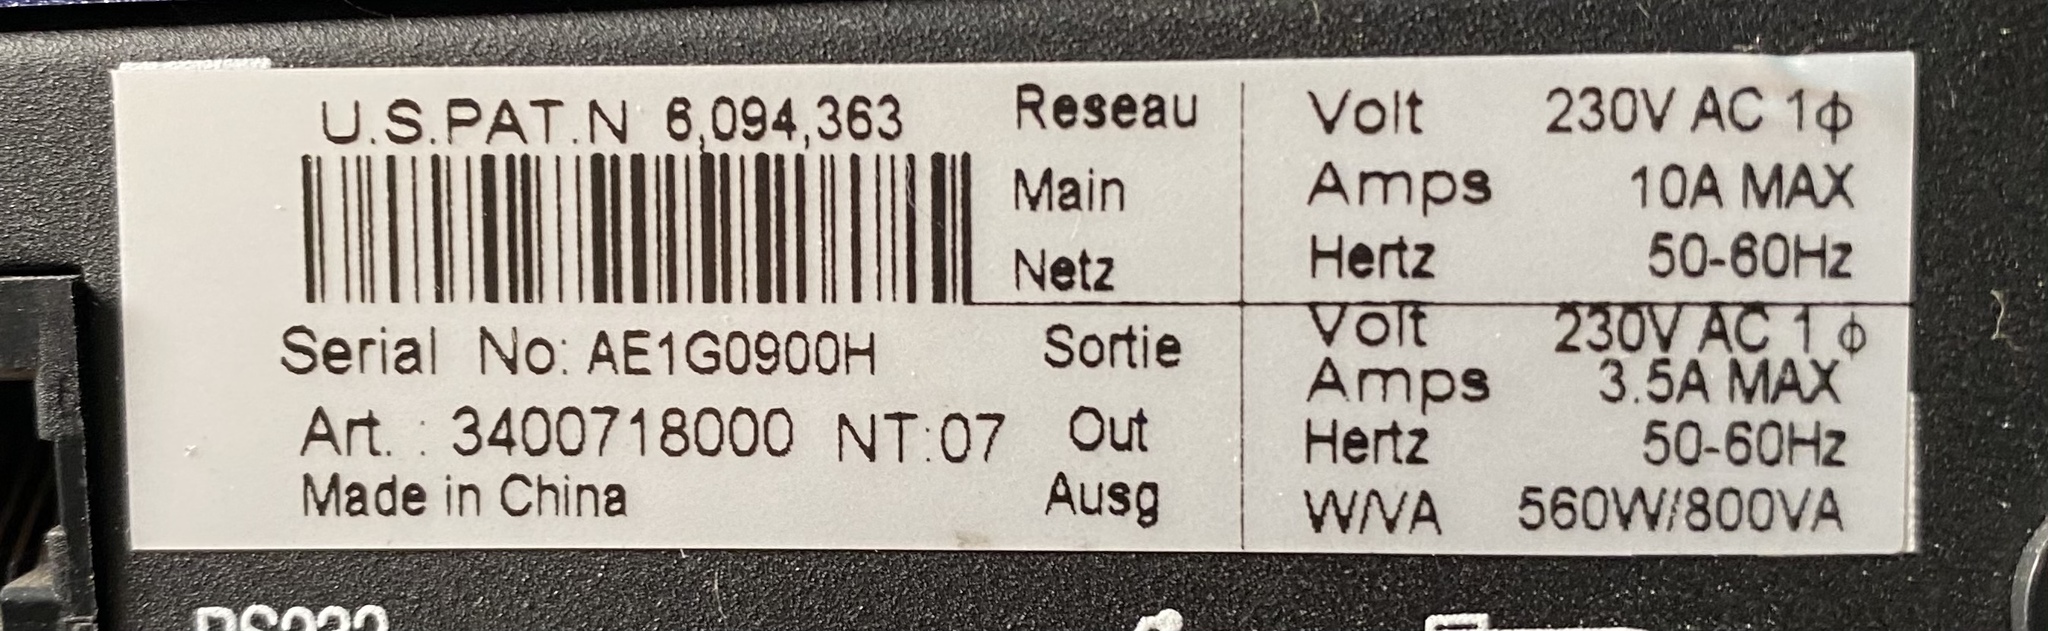 U.S.PAT.N 6,094,363
Serial No: AE1G0900H
Art. : 3400718000 NT:07
Made in China
Reseau
Main
Netz
Volt 230V AC 1ϕ
Amps 10A MAX
Hertz 50-60Hz
Sortie
Out
Ausg
Volt 230V AC 1 ϕ
Amps 3.5A MAX
Hertz 50-60Hz
W/VA 560W/800VA
RS232